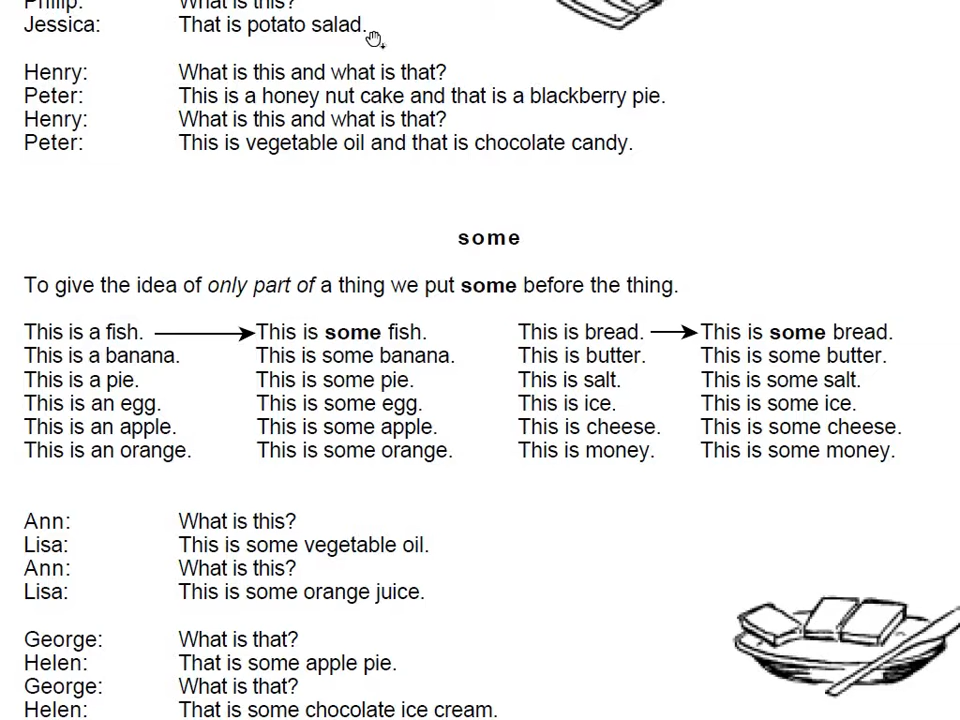 Philip: What is this?
Jessica: That is potato salad.
Henry: What is this and what is that?
Peter: This is a honey nut cake and that is a blackberry pie.
Henry: What is this and what is that?
Peter: This is vegetable oil and that is chocolate candy.
some
To give the idea of only part of a thing we put some before the thing.
This is a fish. This is some fish. This is bread. This is some bread.
This is a banana. This is some banana. This is butter. This is some butter.
This is a pie. This is some pie. This is salt. This is some salt.
This is an egg. This is some egg. This is ice. This is some ice.
This is an apple. This is some apple. This is cheese. This is some cheese.
This is an orange. This is some orange. This is money. This is some money.
Ann: What is this?
Lisa: This is some vegetable oil.
Ann: What is this?
Lisa: This is some orange juice.
George: What is that?
Helen: That is some apple pie.
George: What is that?
Helen: That is some chocolate ice cream.